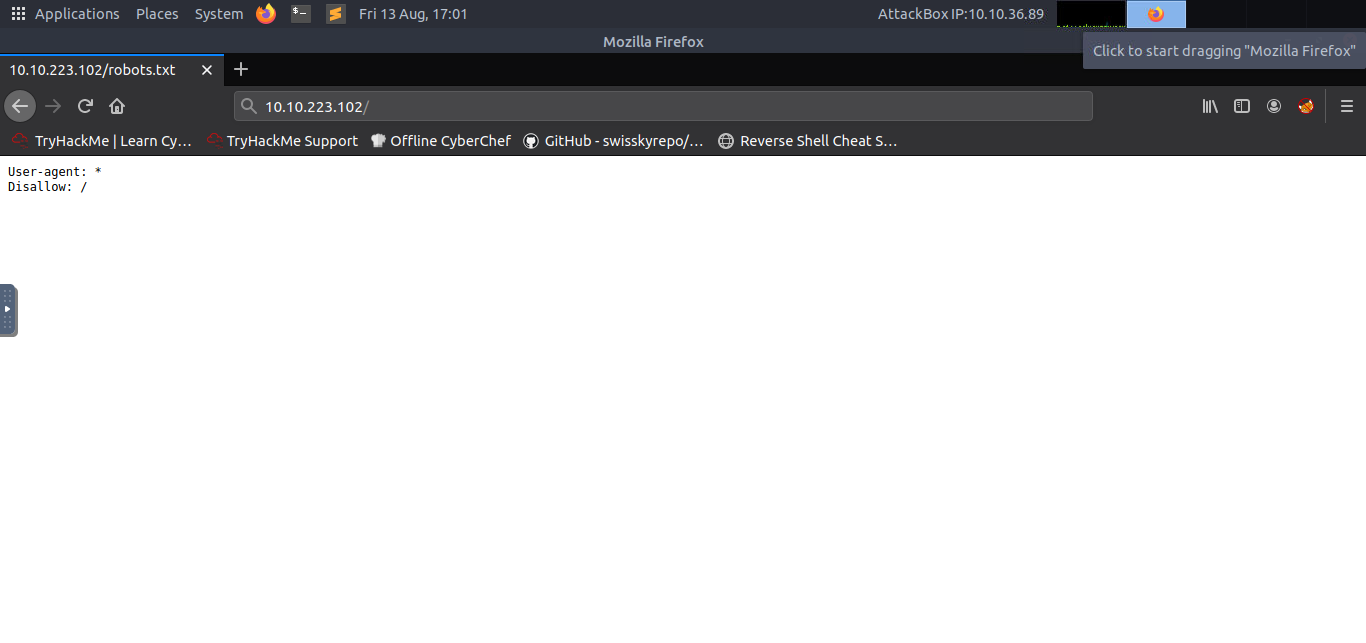 Applications Places System Fri 13 Aug, 17:01 AttackBox IP:10.10.36.89
Mozilla Firefox
Click to start dragging "Mozilla Firefox"
10.10.223.102/robots.txt
10.10.223.102/
TryHackMe | Learn Cy… TryHackMe Support Offline CyberChef GitHub - swisskyrepo/… Reverse Shell Cheat S…
User-agent: *
Disallow: /